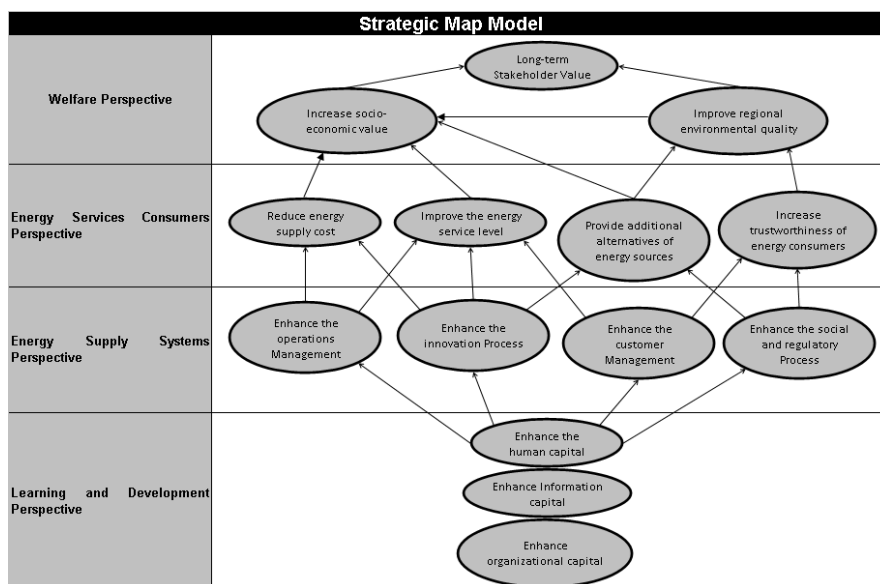 Strategic Map Model
Welfare Perspective
Long-term
Stakeholder Value
Increase socio-
economic value
Improve regional
environmental quality
Energy Services Consumers
Perspective
Reduce energy
supply cost
Improve the energy
service level
Provide additional
alternatives of
energy sources
Increase
trustworthiness of
energy consumers
Energy Supply Systems
Perspective
Enhance the
operations
Management
Enhance the
innovation Process
Enhance the
customer
Management
Enhance the social
and regulatory
Process
Learning and Development
Perspective
Enhance the
human capital
Enhance Information
capital
Enhance
organizational capital